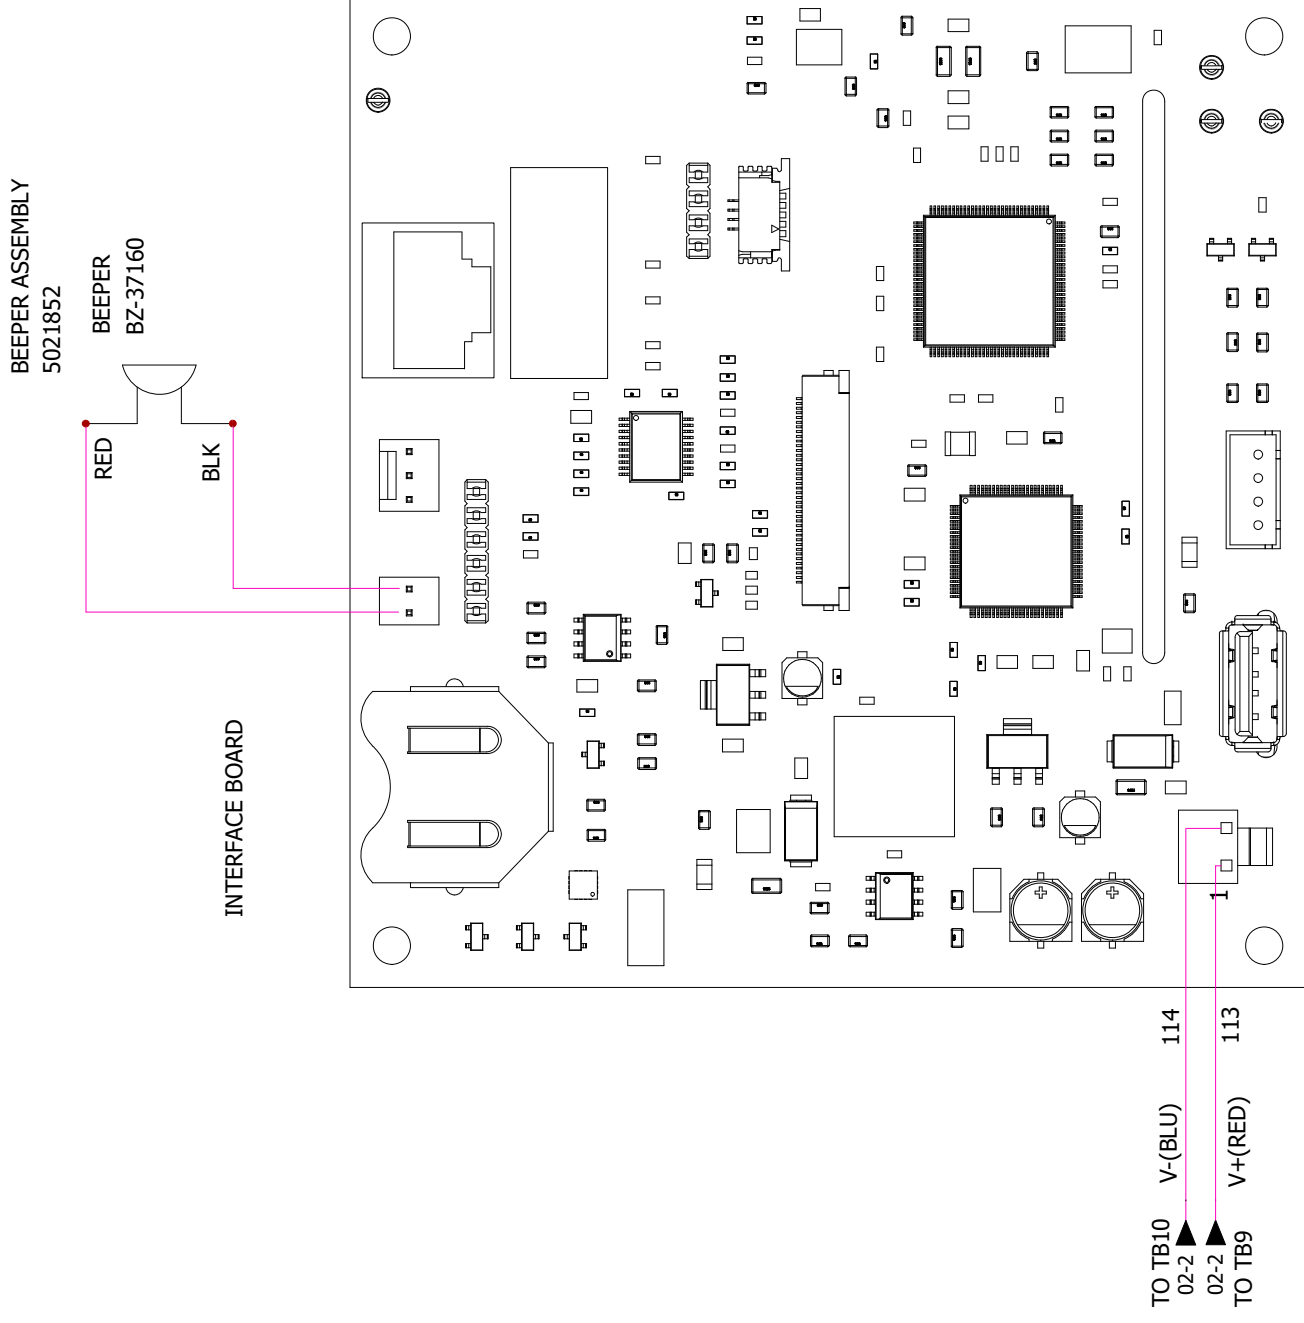 BEEPER ASSEMBLY
5021852
BEEPER
BZ-37160
RED
BLK
INTERFACE BOARD
1
114
113
V-(BLU)
V+(RED)
TO TB10
02-2
02-2
TO TB9